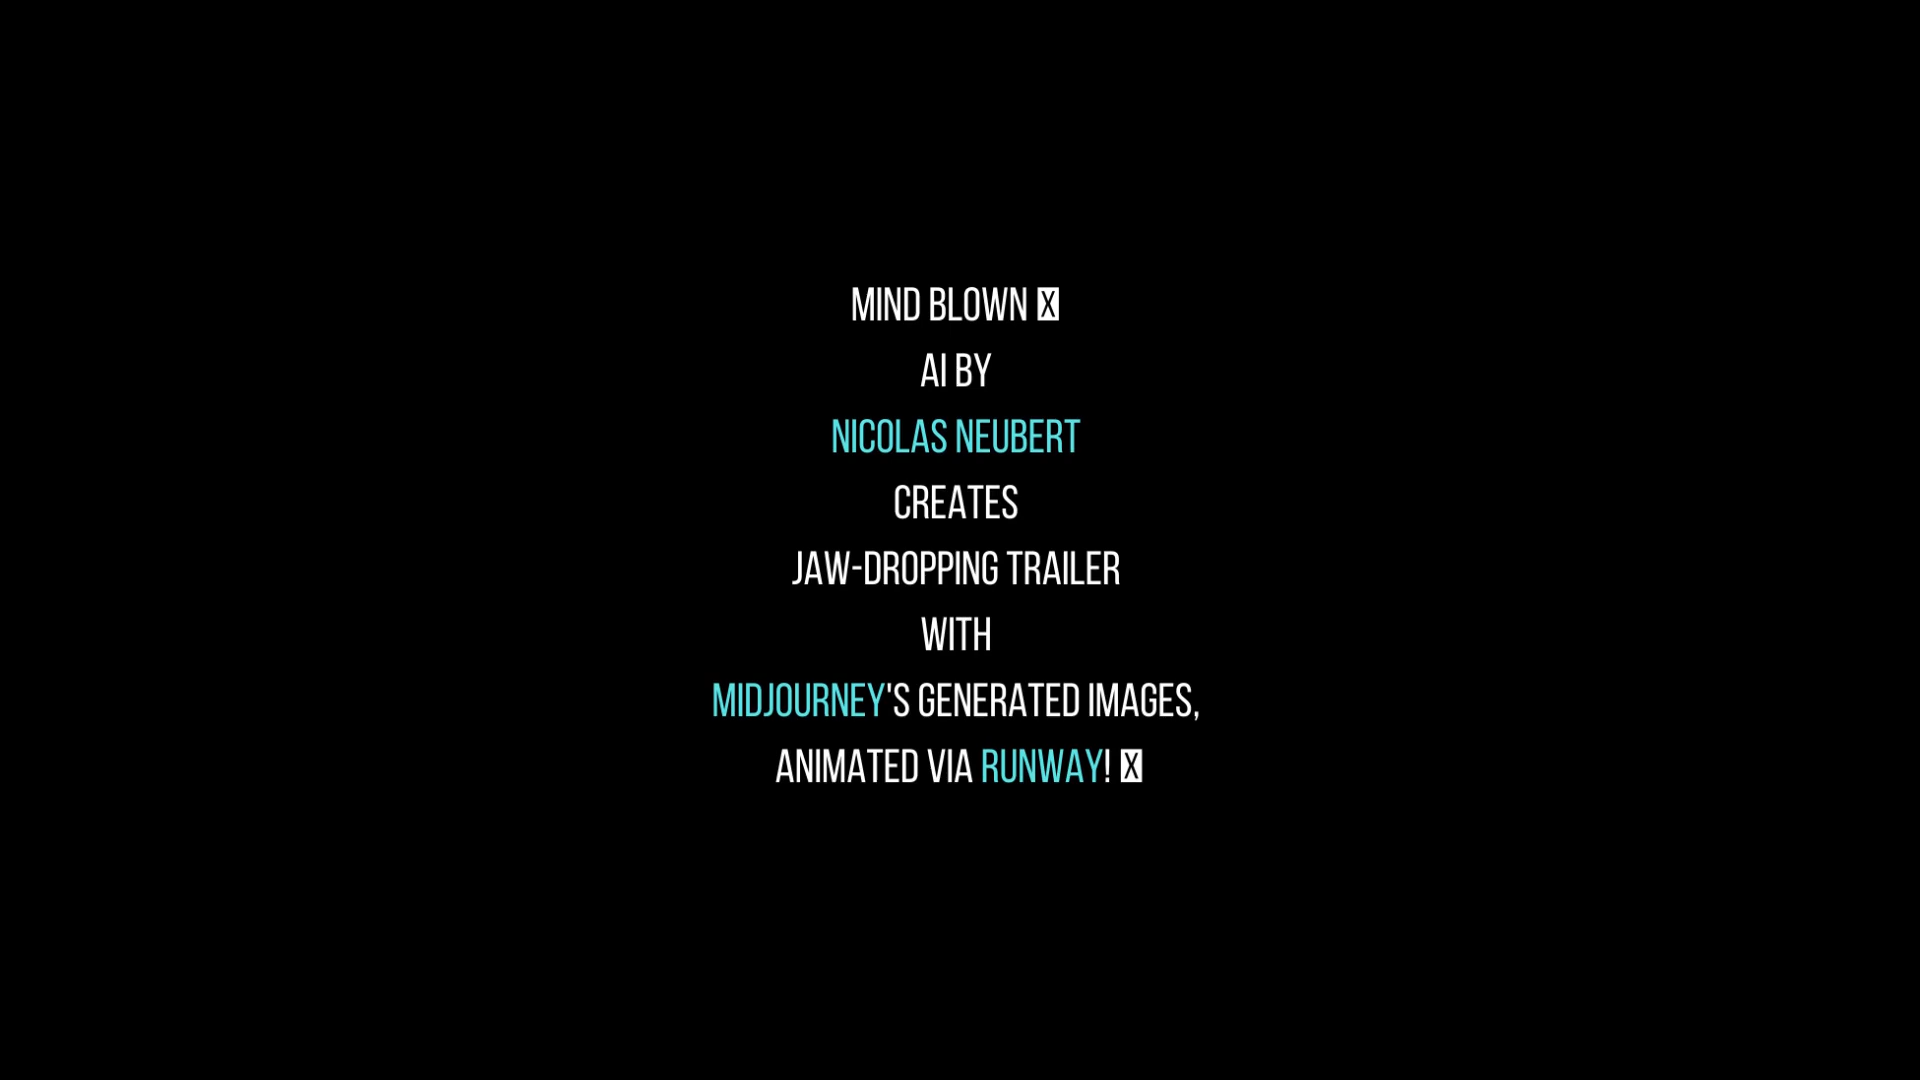 MIND BLOWN
AI BY
NICOLAS NEUBERT
CREATES
JAW-DROPPING TRAILER
WITH
MIDJOURNEY'S GENERATED IMAGES,
ANIMATED VIA RUNWAY!